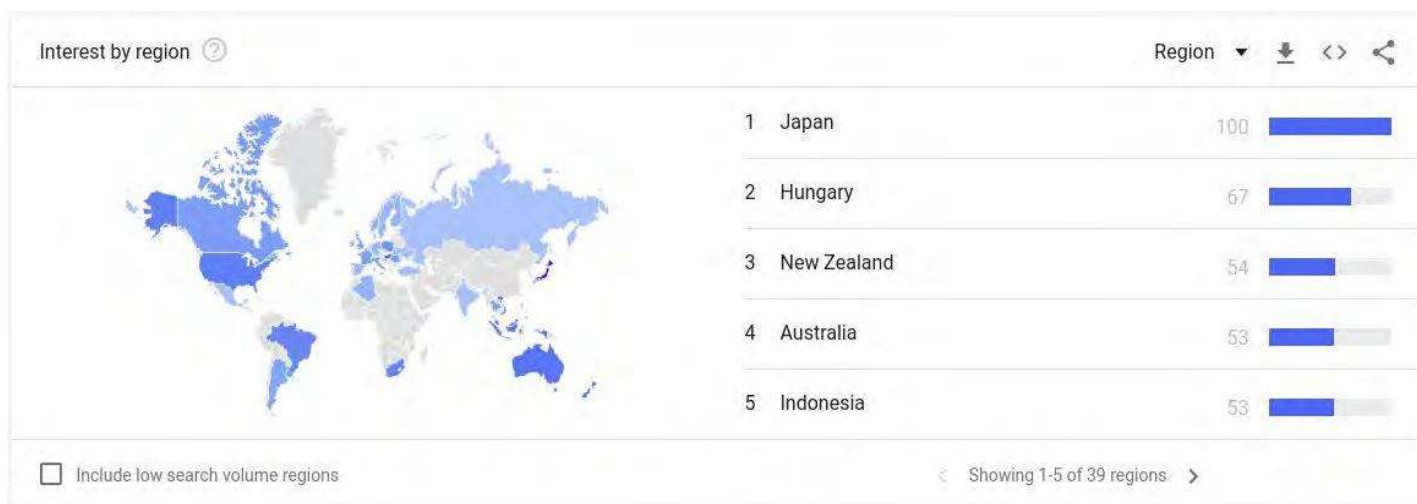 Interest by region
Region
1 Japan 100
2 Hungary 67
3 New Zealand 54
4 Australia 53
5 Indonesia 53
Include low search volume regions
Showing 1-5 of 39 regions